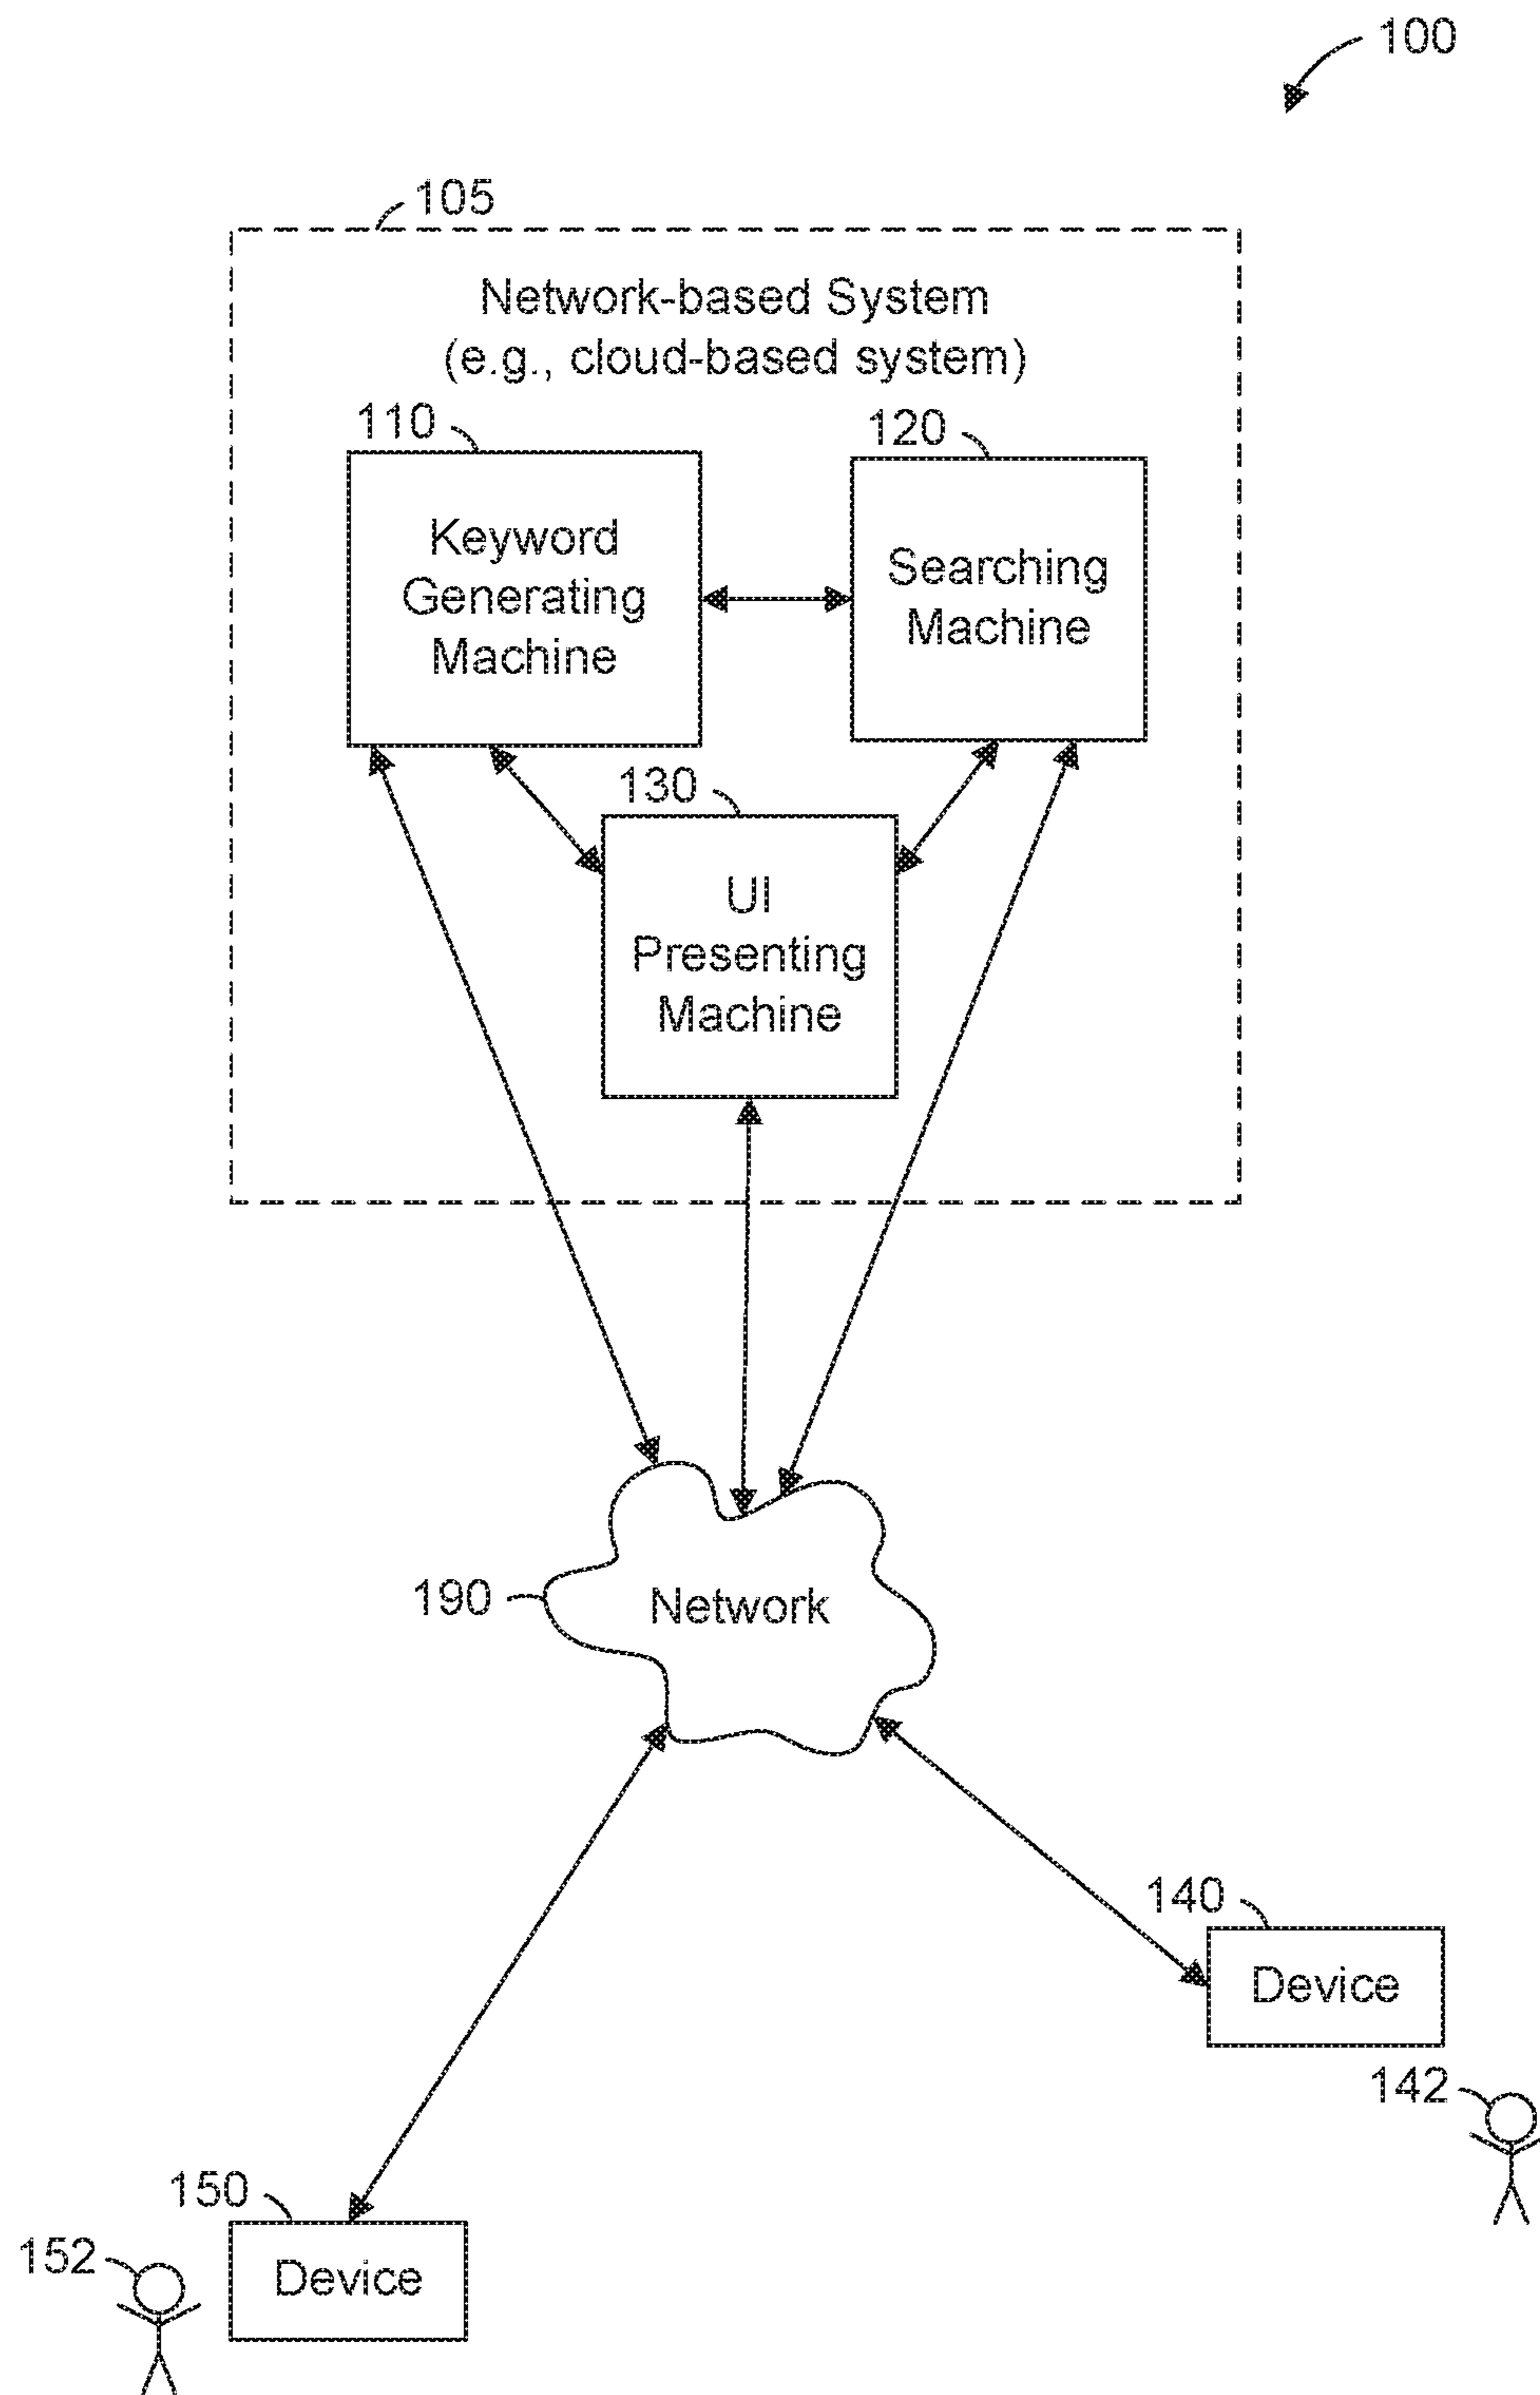 100
105
Network-based System
(e.g., cloud-based system)
110
120
Keyword
Generating
Machine
Searching
Machine
130
UI
Presenting
Machine
190
Network
140
Device
142
150
152
Device